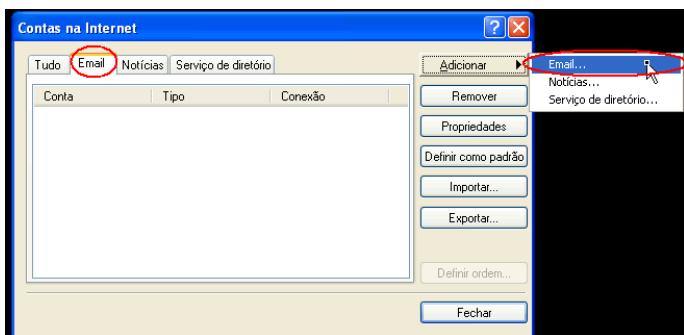 Contas na Internet
Tudo Email Notícias Serviço de diretório
Conta Tipo Conexão
Adicionar
Remover
Propriedades
Definir como padrão
Importar...
Exportar...
Definir ordem...
Fechar
Email...
Notícias...
Serviço de diretório...